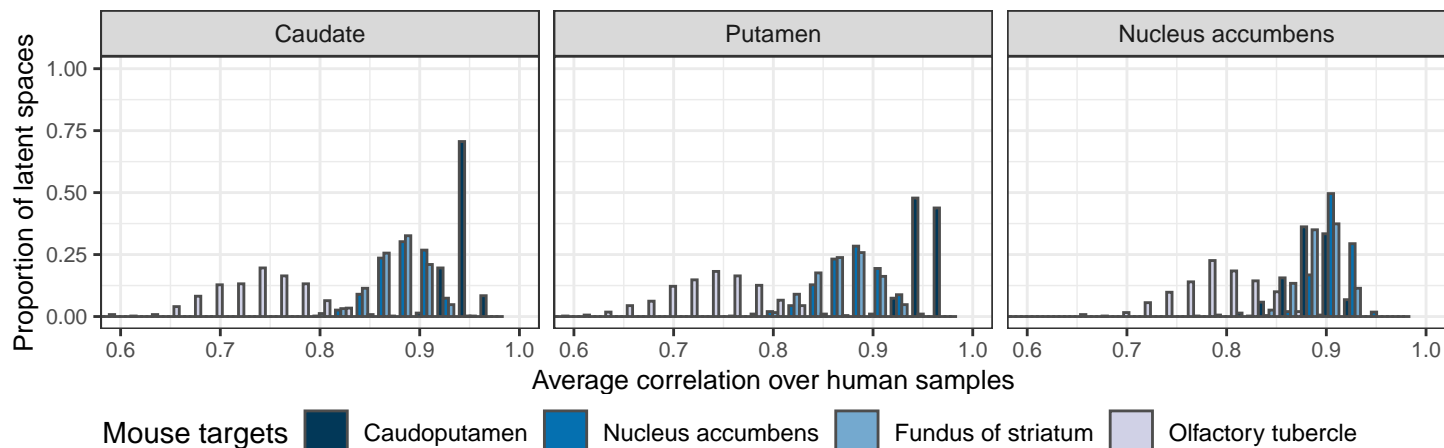 Caudate
Putamen
Nucleus accumbens
Proportion of latent spaces
1.00
0.75
0.50
0.25
0.00
0.6 0.7 0.8 0.9 1.0
0.6 0.7 0.8 0.9 1.0
0.6 0.7 0.8 0.9 1.0
Average correlation over human samples
Mouse targets Caudoputamen Nucleus accumbens Fundus of striatum Olfactory tubercle